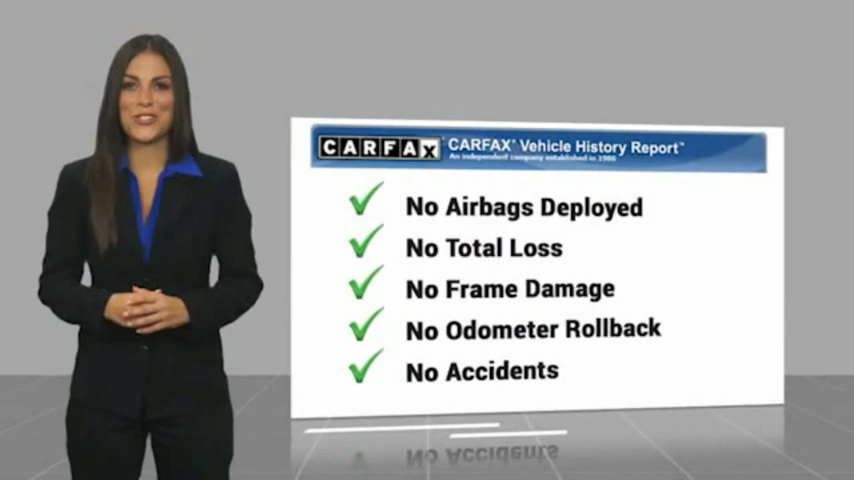 CARFAX CARFAX® Vehicle History Report™
An independent company established in 1986
No Airbags Deployed
No Total Loss
No Frame Damage
No Odometer Rollback
No Accidents
No Accidents